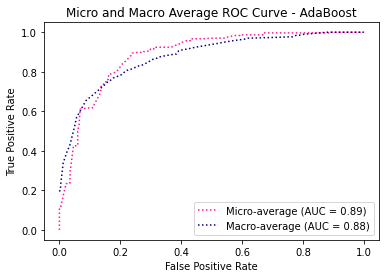 Micro and Macro Average ROC Curve - AdaBoost
True Positive Rate
1.0
0.8
0.6
0.4
0.2
0.0
Micro-average (AUC = 0.89)
Macro-average (AUC = 0.88)
0.0 0.2 0.4 0.6 0.8 1.0
False Positive Rate